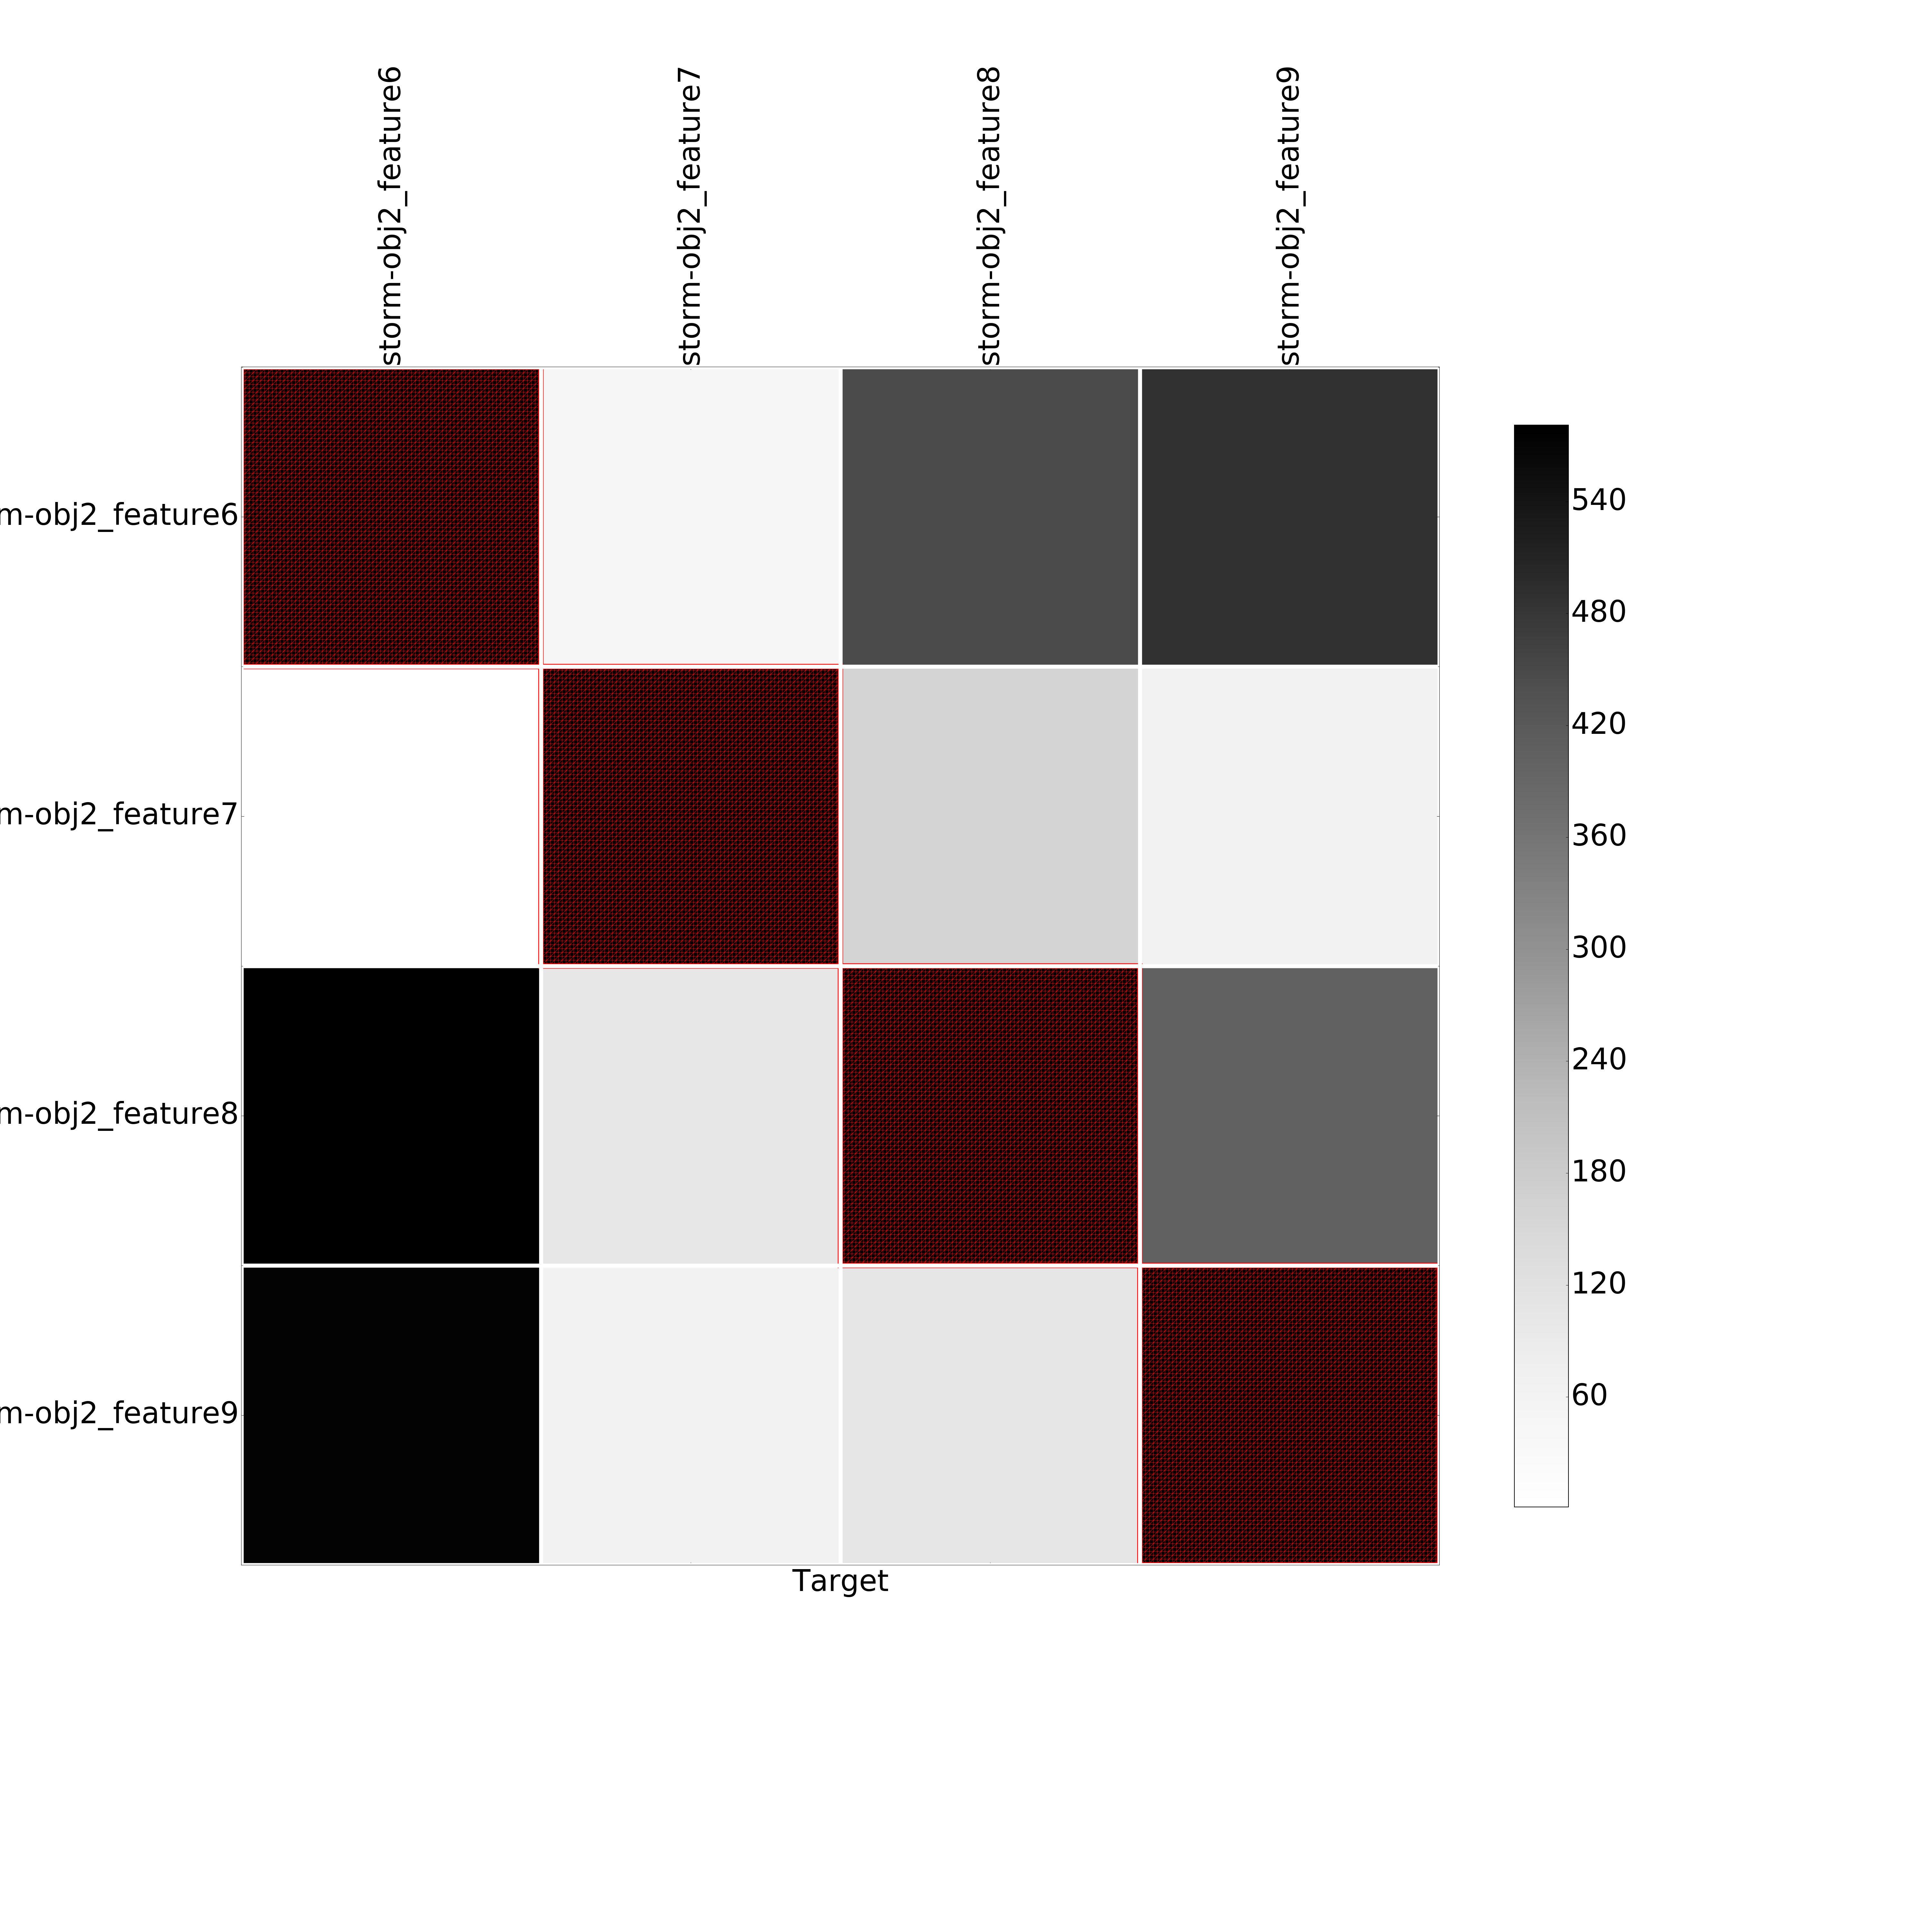 storm-obj2_feature6
storm-obj2_feature7
storm-obj2_feature8
storm-obj2_feature9
m-obj2_feature6
m-obj2_feature7
m-obj2_feature8
m-obj2_feature9
540
480
420
360
300
240
180
120
60
Target